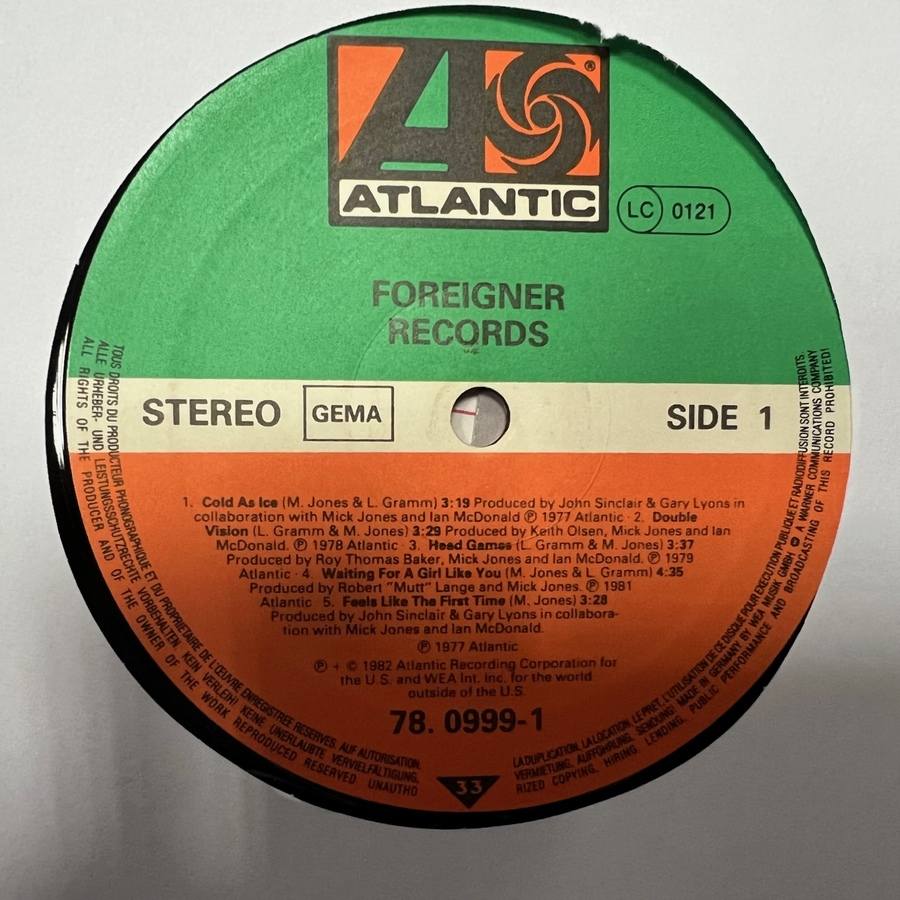 ®
ATLANTIC
LC 0121
FOREIGNER
RECORDS
STEREO GEMA SIDE 1
1. Cold As Ice (M. Jones & L. Gramm) 3:19 Produced by John Sinclair & Gary Lyons in
collaboration with Mick Jones and Ian McDonald ℗ 1977 Atlantic · 2. Double
Vision (L. Gramm & M. Jones) 3:29 Produced by Keith Olsen, Mick Jones and Ian
McDonald. ℗ 1978 Atlantic · 3. Head Games (L. Gramm & M. Jones) 3:37
Produced by Roy Thomas Baker, Mick Jones and Ian McDonald. ℗ 1979
Atlantic · 4. Waiting For A Girl Like You (M. Jones & L. Gramm) 4:35
Produced by Robert "Mutt" Lange and Mick Jones. ℗ 1981
Atlantic 5. Feels Like The First Time (M. Jones) 3:28
Produced by John Sinclair & Gary Lyons in collabora-
tion with Mick Jones and Ian McDonald.
℗ 1977 Atlantic
℗ + © 1982 Atlantic Recording Corporation for
the U.S. and WEA Int. Inc. for the world
outside of the U.S.
78. 0999-1
33
TOUS DROITS DU PRODUCTEUR PHONOGRAPHIQUE ET DU PROPRIETAIRE DE L'ŒUVRE ENREGISTREE RESERVES. SAUF AUTORISATION,
ALLE URHEBER- UND LEISTUNGSSCHUTZRECHTE VORBEHALTEN. KEIN VERLEIH! KEINE UNERLAUBTE VERVIELFÄLTIGUNG,
ALL RIGHTS OF THE PRODUCER AND OF THE OWNER OF THE WORK REPRODUCED RESERVED. UNAUTHO
LA DUPLICATION, LA LOCATION, LE PRET, L'UTILISATION DE CE DISQUE POUR EXECUTION PUBLIQUE ET RADIODIFFUSION SONT INTERDITS.
VERMIETUNG, AUFFÜHRUNG, SENDUNG! MADE IN GERMANY BY WEA MUSIK GMBH A WARNER COMMUNICATIONS COMPANY
RIZED COPYING, HIRING, LENDING, PUBLIC PERFORMANCE AND BROADCASTING OF THIS RECORD PROHIBITED!